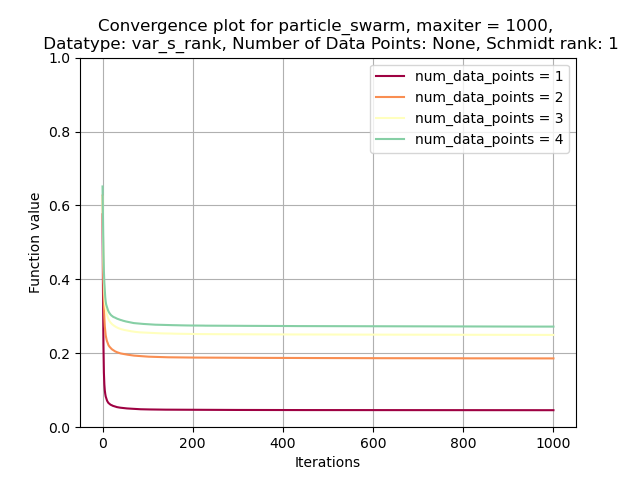 Convergence plot for particle_swarm, maxiter = 1000,
Datatype: var_s_rank, Number of Data Points: None, Schmidt rank: 1
1.0
0.8
0.6
0.4
0.2
0.0
Function value
num_data_points = 1
num_data_points = 2
num_data_points = 3
num_data_points = 4
0 200 400 600 800 1000
Iterations